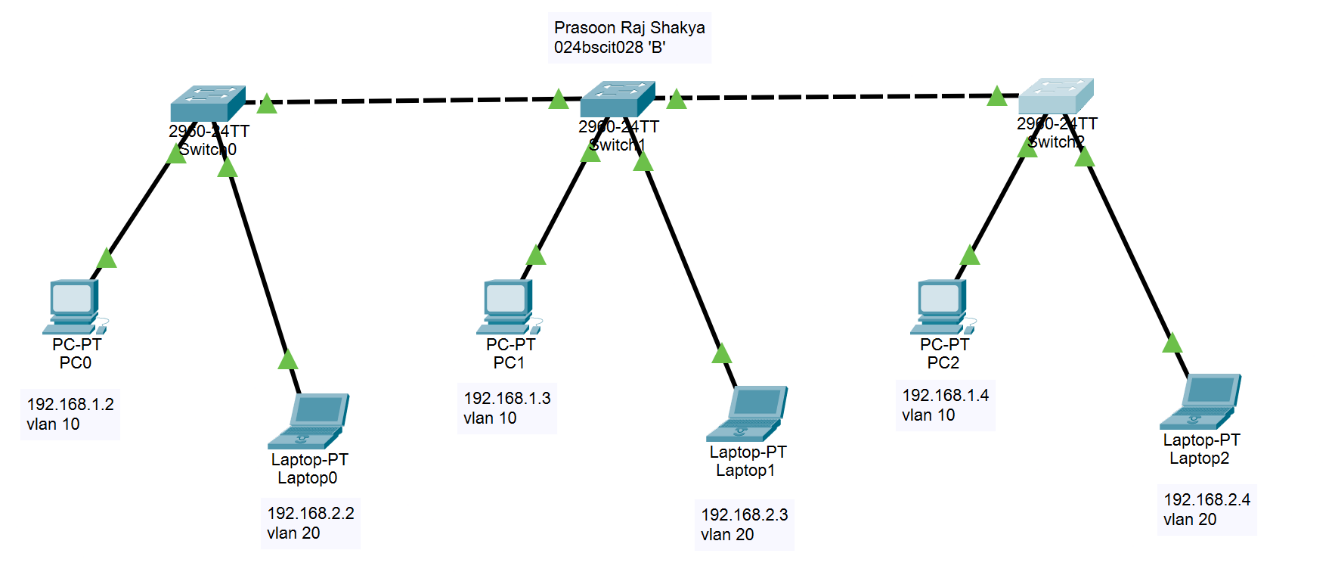 Prasoon Raj Shakya
024bscit028 'B'
2960-24TT
Switch0
2960-24TT
Switch1
2960-24TT
Switch2
PC-PT
PC0
192.168.1.2
vlan 10
Laptop-PT
Laptop0
192.168.2.2
vlan 20
PC-PT
PC1
192.168.1.3
vlan 10
Laptop-PT
Laptop1
192.168.2.3
vlan 20
PC-PT
PC2
192.168.1.4
vlan 10
Laptop-PT
Laptop2
192.168.2.4
vlan 20